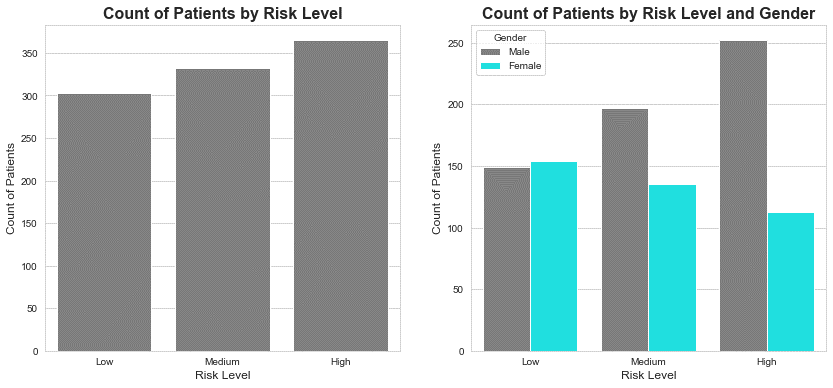 Count of Patients by Risk Level
Count of Patients
350
300
250
200
150
100
50
0
Low Medium High
Risk Level
Count of Patients by Risk Level and Gender
Gender
Male
Female
Count of Patients
250
200
150
100
50
0
Low Medium High
Risk Level